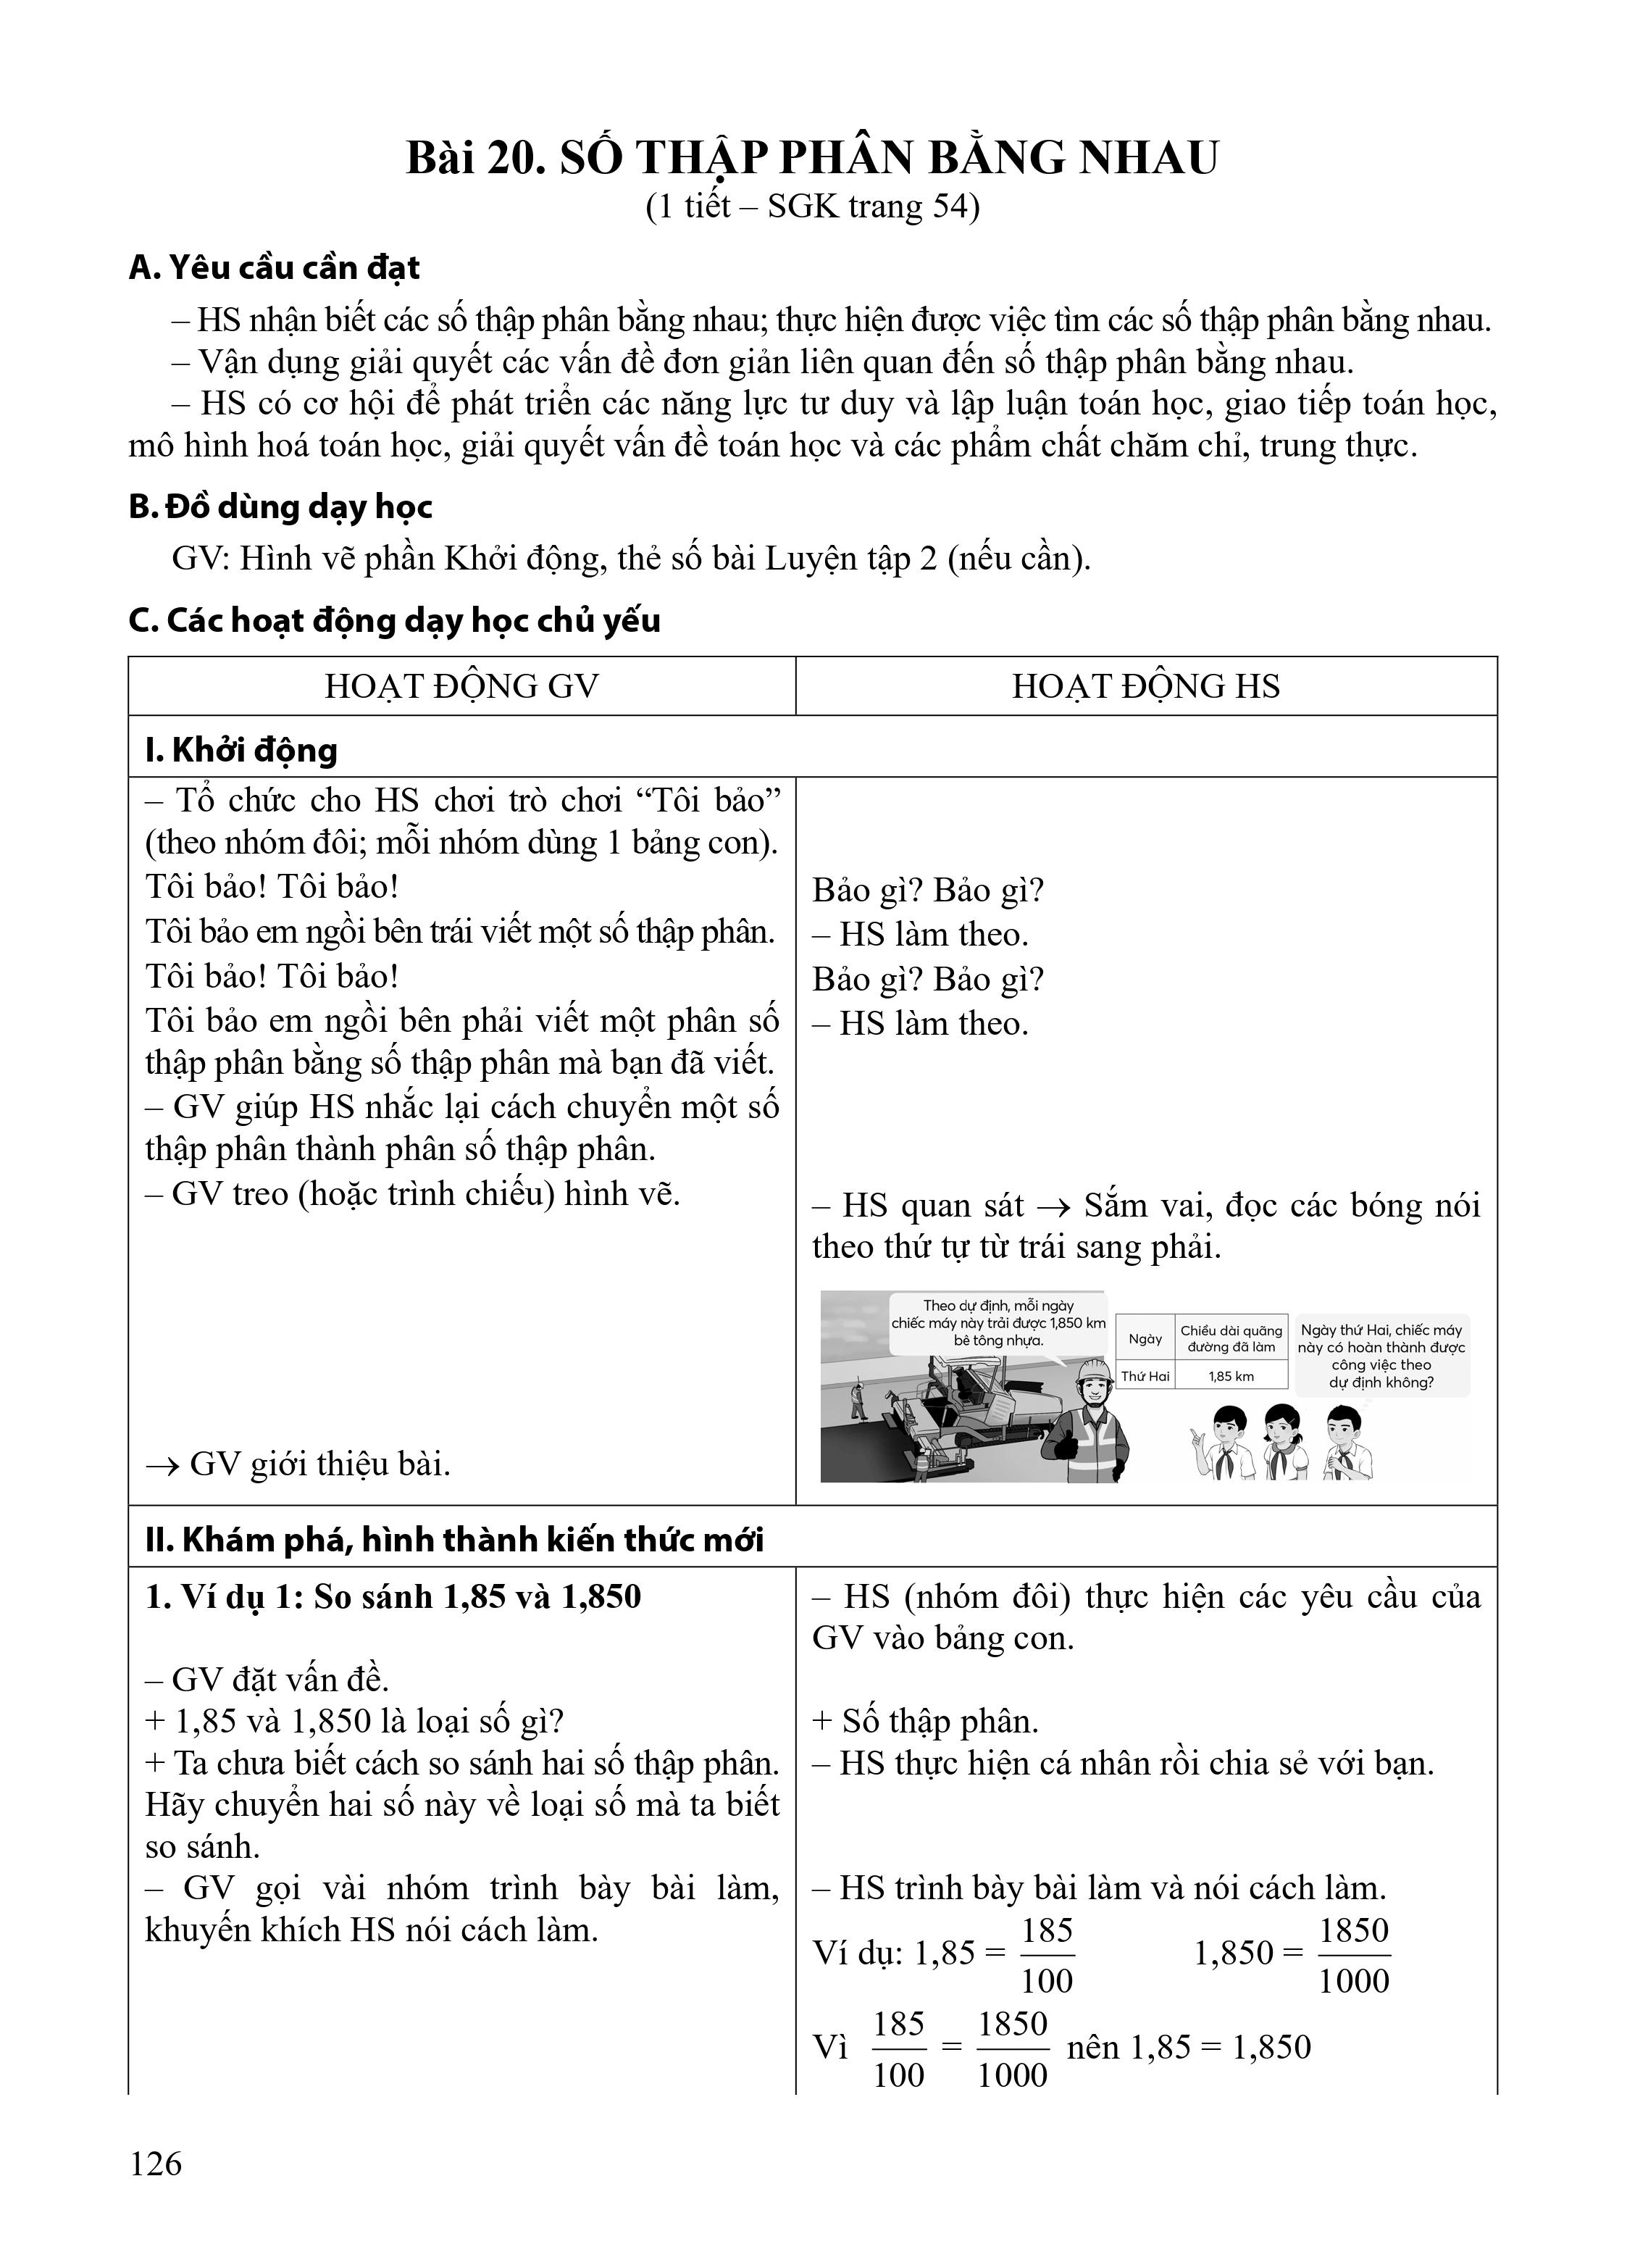 Bài 20. SỐ THẬP PHÂN BẰNG NHAU
(1 tiết – SGK trang 54)
A. Yêu cầu cần đạt
– HS nhận biết các số thập phân bằng nhau; thực hiện được việc tìm các số thập phân bằng nhau.
– Vận dụng giải quyết các vấn đề đơn giản liên quan đến số thập phân bằng nhau.
– HS có cơ hội để phát triển các năng lực tư duy và lập luận toán học, giao tiếp toán học,
mô hình hoá toán học, giải quyết vấn đề toán học và các phẩm chất chăm chỉ, trung thực.
B. Đồ dùng dạy học
GV: Hình vẽ phần Khởi động, thẻ số bài Luyện tập 2 (nếu cần).
C. Các hoạt động dạy học chủ yếu
HOẠT ĐỘNG GV
HOẠT ĐỘNG HS
I. Khởi động
– Tổ chức cho HS chơi trò chơi “Tôi bảo”
(theo nhóm đôi; mỗi nhóm dùng 1 bảng con).
Tôi bảo! Tôi bảo!
Tôi bảo em ngồi bên trái viết một số thập phân.
Tôi bảo! Tôi bảo!
Tôi bảo em ngồi bên phải viết một phân số
thập phân bằng số thập phân mà bạn đã viết.
– GV giúp HS nhắc lại cách chuyển một số
thập phân thành phân số thập phân.
– GV treo (hoặc trình chiếu) hình vẽ.
→ GV giới thiệu bài.
Bảo gì? Bảo gì?
– HS làm theo.
Bảo gì? Bảo gì?
– HS làm theo.
– HS quan sát → Sắm vai, đọc các bóng nói
theo thứ tự từ trái sang phải.
Theo dự định, mỗi ngày
chiếc máy này trải được 1,850 km
bê tông nhựa.
Ngày
Chiều dài quãng
đường đã làm
Thứ Hai
1,85 km
Ngày thứ Hai, chiếc máy
này có hoàn thành được
công việc theo
dự định không?
II. Khám phá, hình thành kiến thức mới
1. Ví dụ 1: So sánh 1,85 và 1,850
– GV đặt vấn đề.
+ 1,85 và 1,850 là loại số gì?
+ Ta chưa biết cách so sánh hai số thập phân.
Hãy chuyển hai số này về loại số mà ta biết
so sánh.
– GV gọi vài nhóm trình bày bài làm,
khuyến khích HS nói cách làm.
– HS (nhóm đôi) thực hiện các yêu cầu của
GV vào bảng con.
+ Số thập phân.
– HS thực hiện cá nhân rồi chia sẻ với bạn.
– HS trình bày bài làm và nói cách làm.
Ví dụ: 1,85 = 185/100 1,850 = 1850/1000
Vì 185/100 = 1850/1000 nên 1,85 = 1,850
126